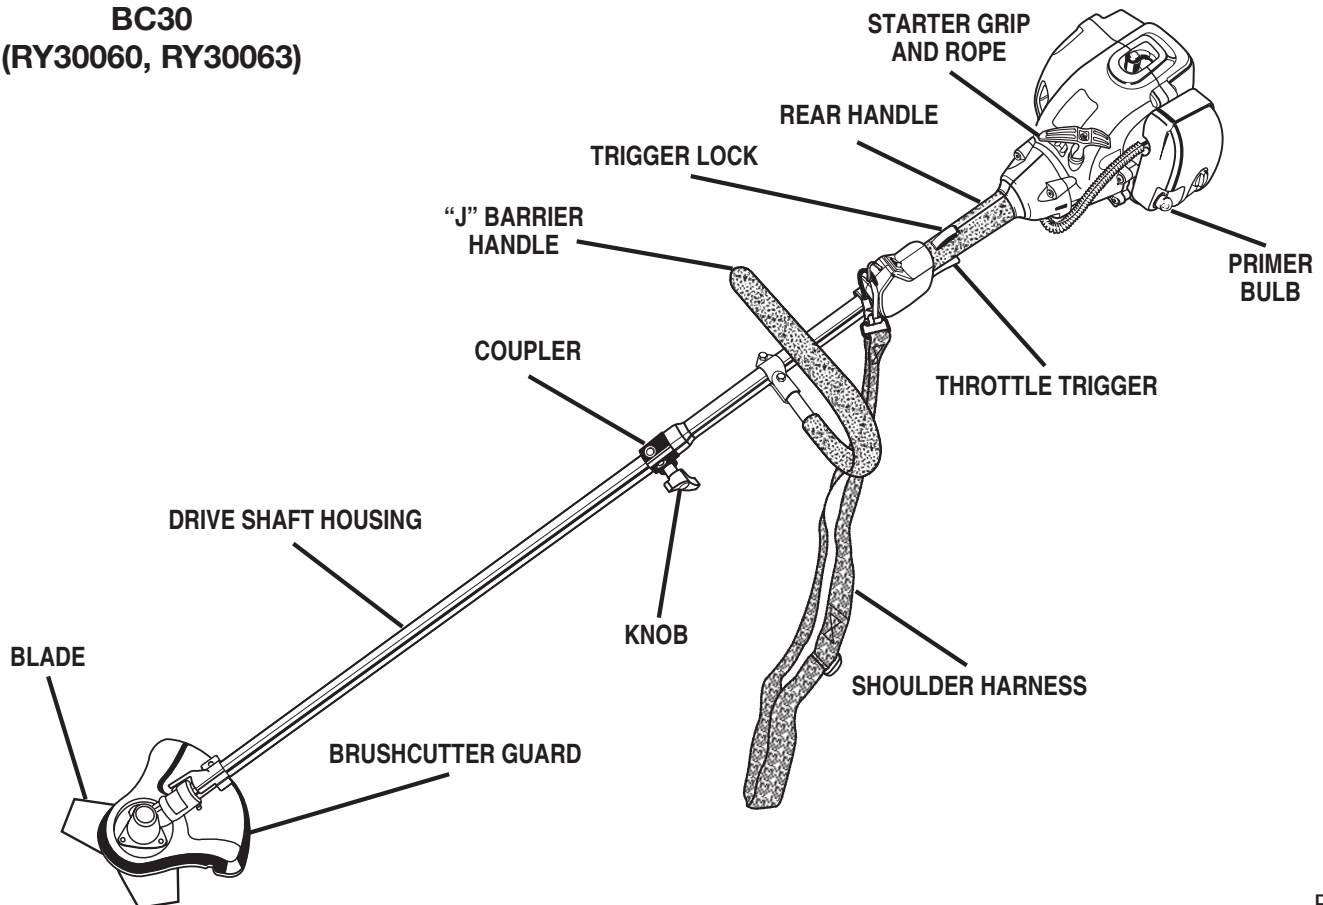 BC30
(RY30060, RY30063)
STARTER GRIP
AND ROPE
REAR HANDLE
TRIGGER LOCK
“J” BARRIER
HANDLE
PRIMER
BULB
COUPLER
THROTTLE TRIGGER
DRIVE SHAFT HOUSING
KNOB
BLADE
SHOULDER HARNESS
BRUSHCUTTER GUARD